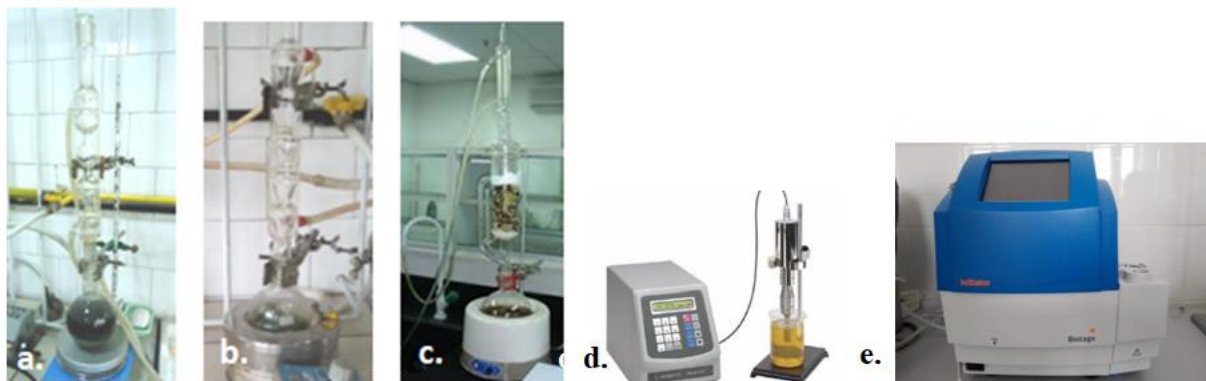 a.
b.
c.
d.
e.
Initiator
Biotage